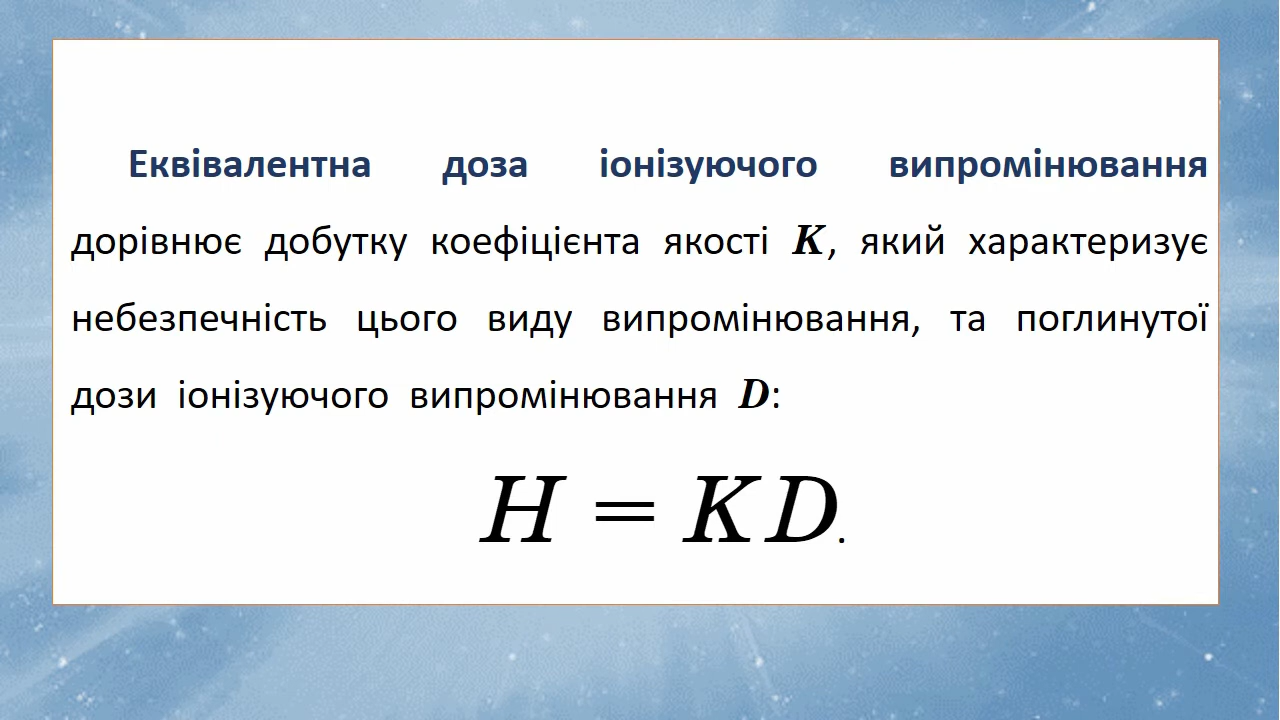 Еквівалентна доза іонізуючого випромінювання
дорівнює добутку коефіцієнта якості K, який характеризує
небезпечність цього виду випромінювання, та поглинутої
дози іонізуючого випромінювання D:
H = K D.